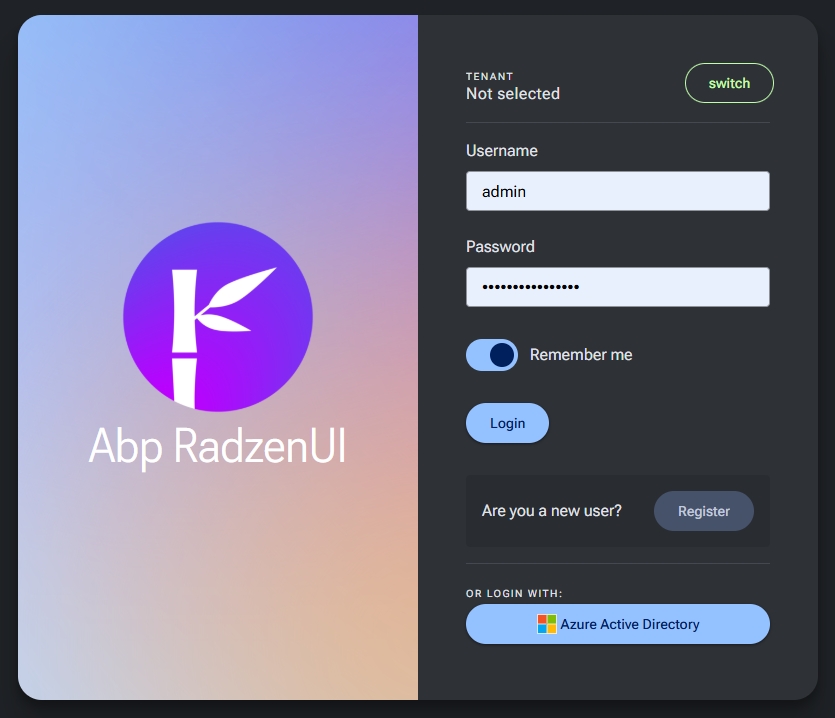 Abp RadzenUI
TENANT
Not selected
switch
Username
admin
Password
••••••••••••••••
Remember me
Login
Are you a new user?
Register
OR LOGIN WITH:
Azure Active Directory